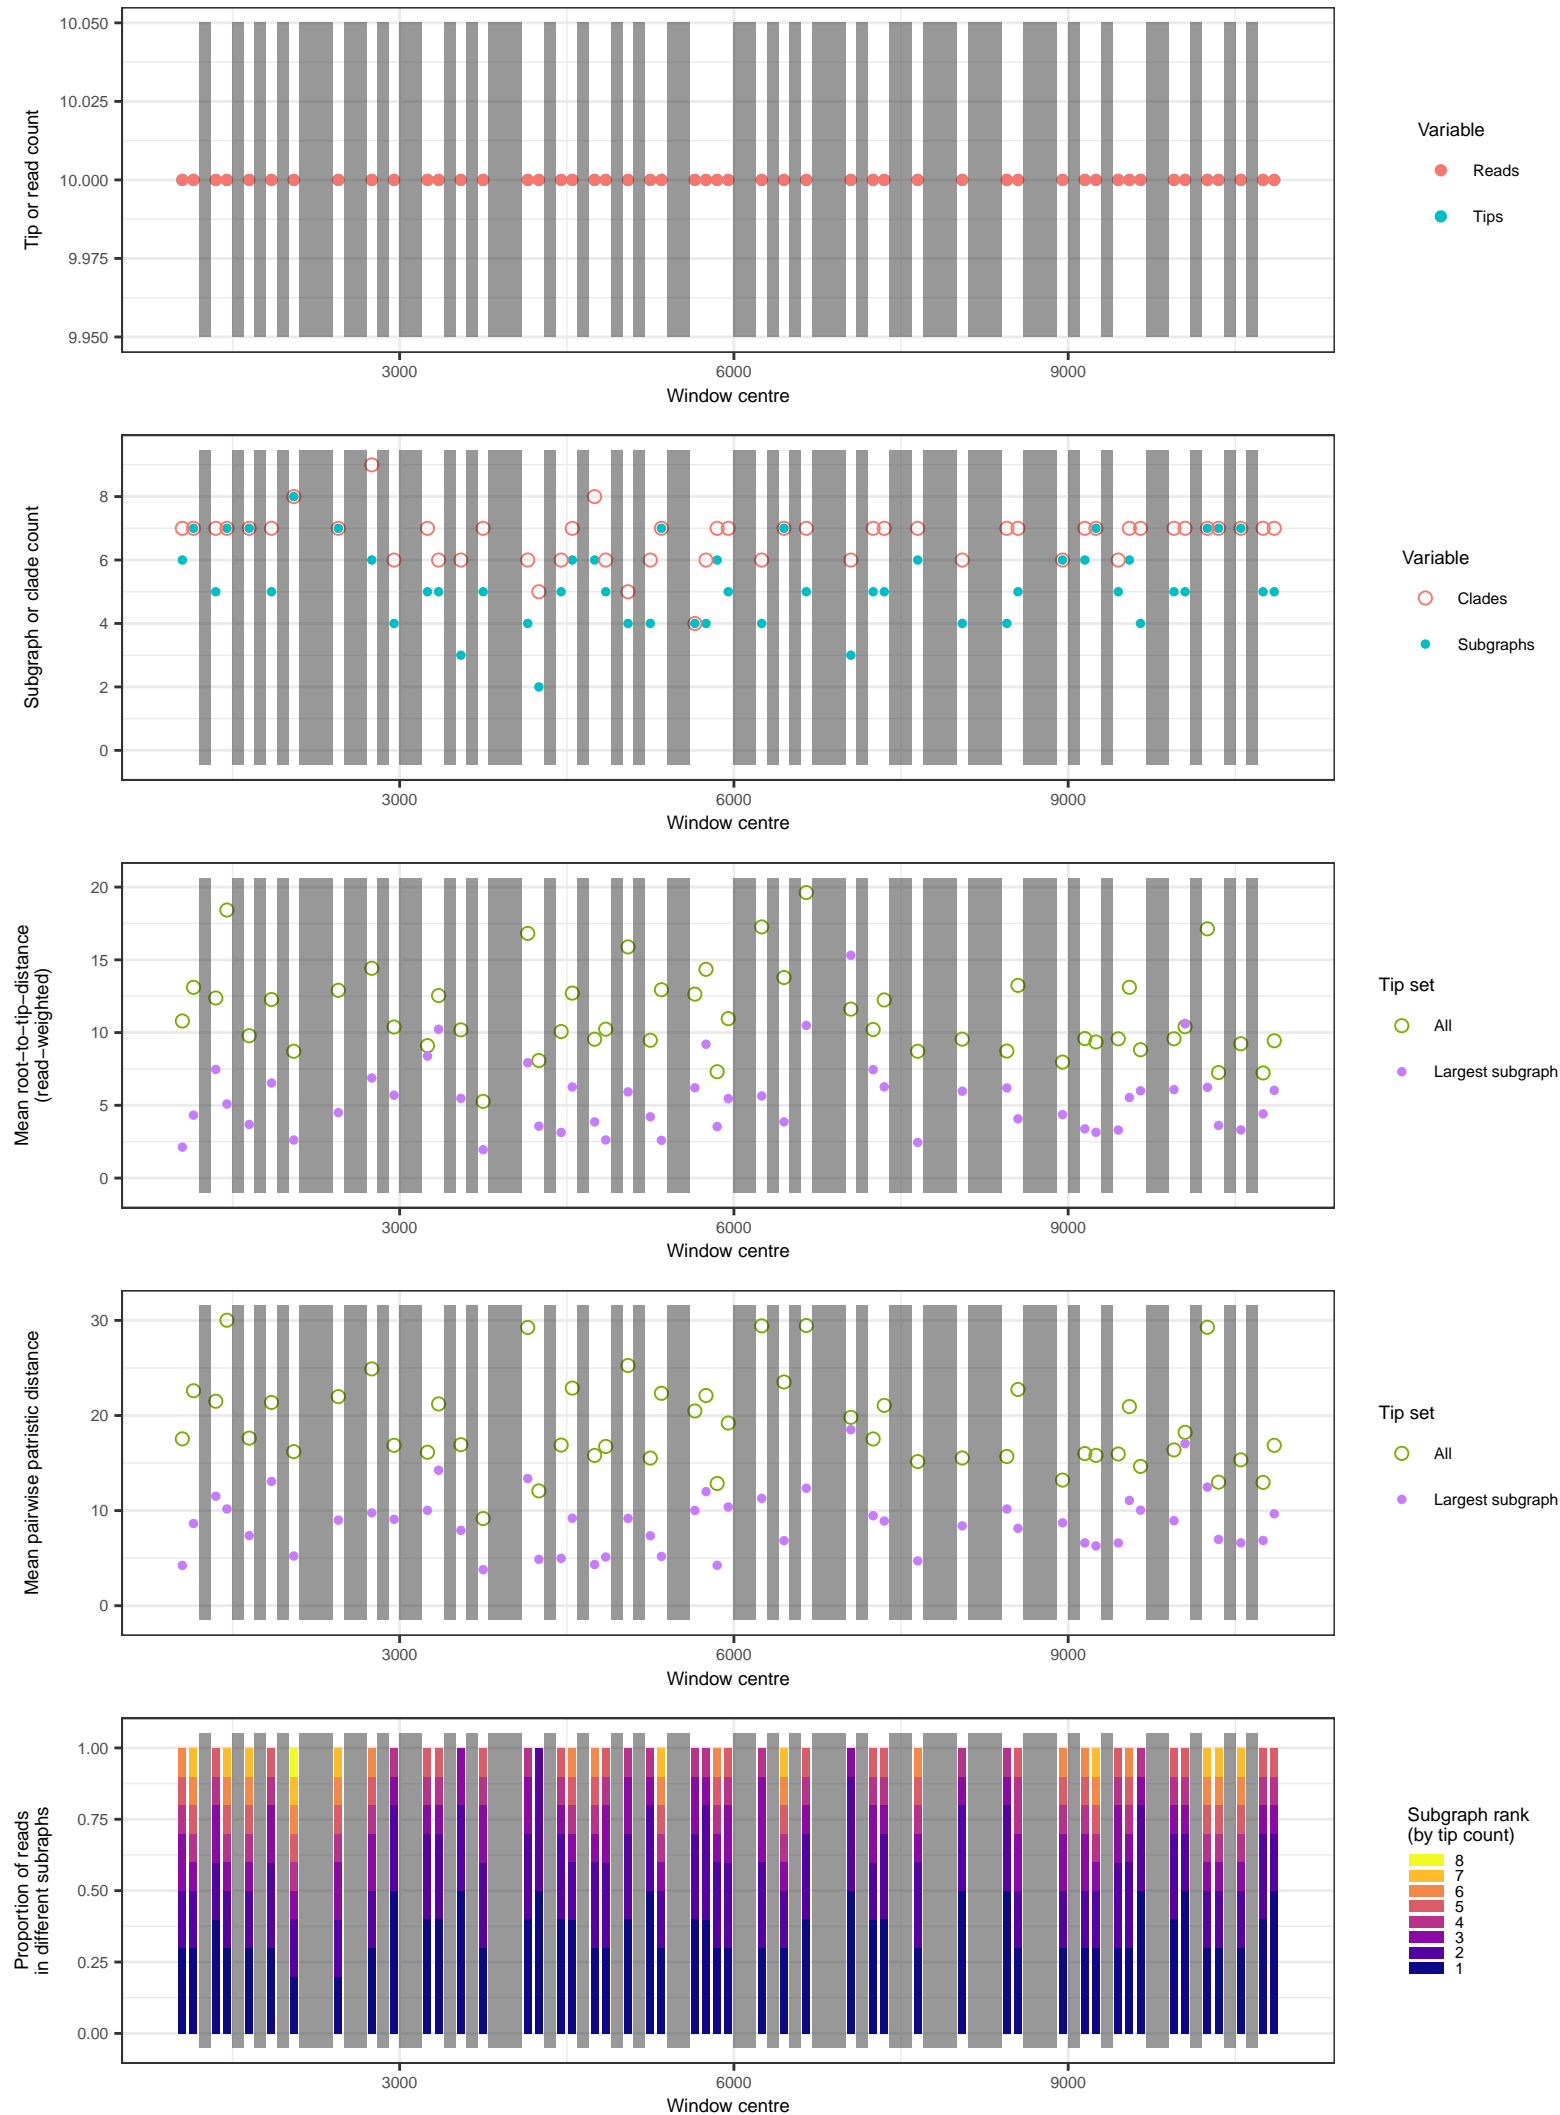 10.050
10.025
10.000
9.975
9.950
Tip or read count
3000 6000 9000
Window centre
Variable
Reads
Tips
8
6
4
2
0
Subgraph or clade count
3000 6000 9000
Window centre
Variable
Clades
Subgraphs
20
15
10
5
0
Mean root−to−tip−distance
(read−weighted)
3000 6000 9000
Window centre
Tip set
All
Largest subgraph
30
20
10
0
Mean pairwise patristic distance
3000 6000 9000
Window centre
Tip set
All
Largest subgraph
1.00
0.75
0.50
0.25
0.00
Proportion of reads
in different subraphs
3000 6000 9000
Window centre
Subgraph rank
(by tip count)
8
7
6
5
4
3
2
1